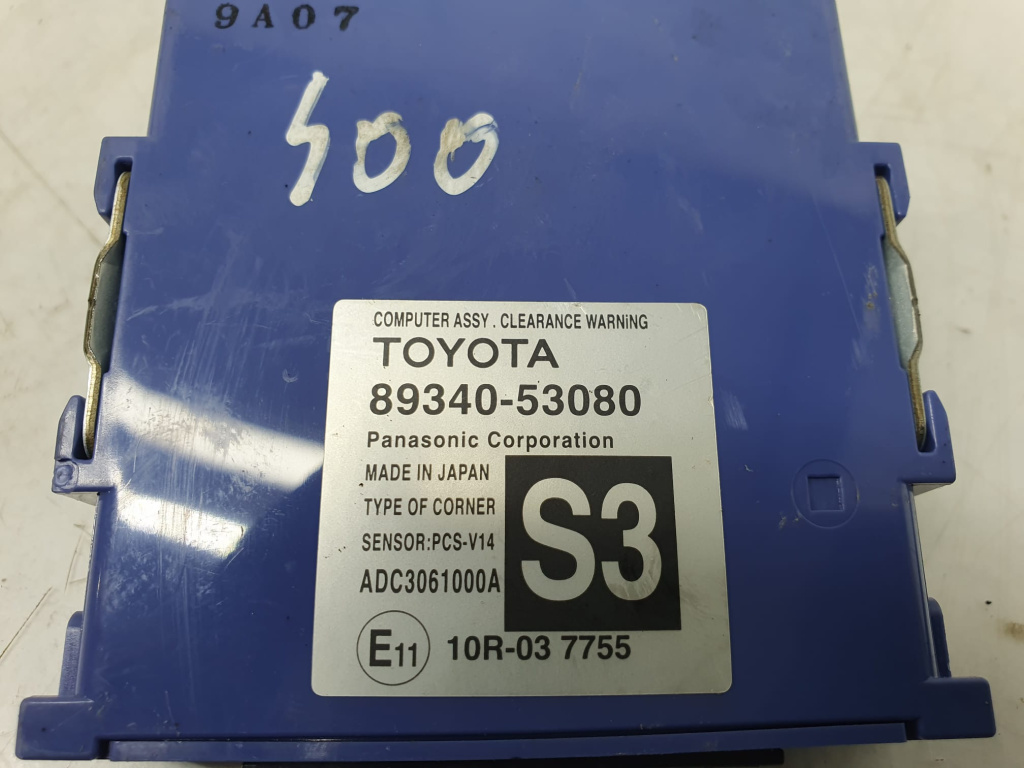 9A07
400
COMPUTER ASSY . CLEARANCE WARNiNG
TOYOTA
89340-53080
Panasonic Corporation
MADE IN JAPAN
TYPE OF CORNER
SENSOR:PCS-V14
ADC3061000A
S3
E11 10R-03 7755